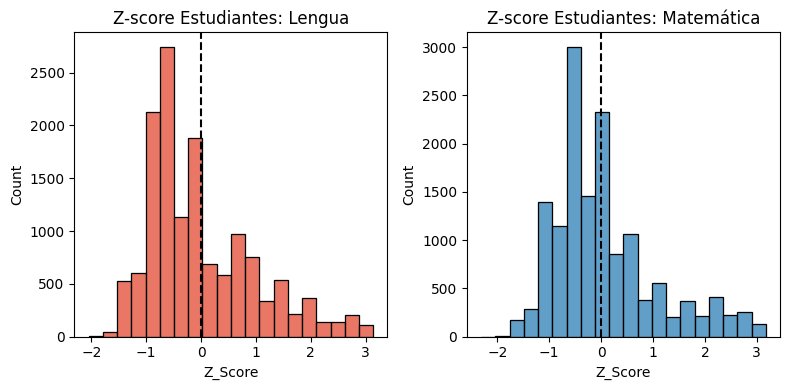 Z-score Estudiantes: Lengua
2500
2000
1500
1000
500
0
Count
−2 −1 0 1 2 3
Z_Score
Z-score Estudiantes: Matemática
3000
2500
2000
1500
1000
500
0
Count
−2 −1 0 1 2 3
Z_Score